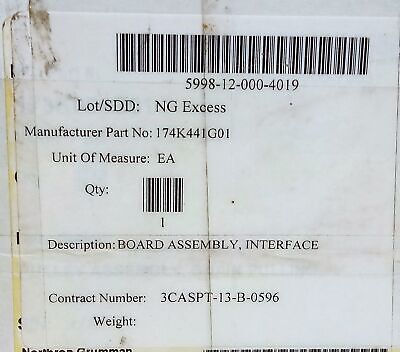 5998-12-000-4019
Lot/SDD: NG Excess
Manufacturer Part No: 174K441G01
Unit Of Measure: EA
Qty:
1
Description: BOARD ASSEMBLY, INTERFACE
Contract Number: 3CASPT-13-B-0596
Weight:
Northrop Grumman